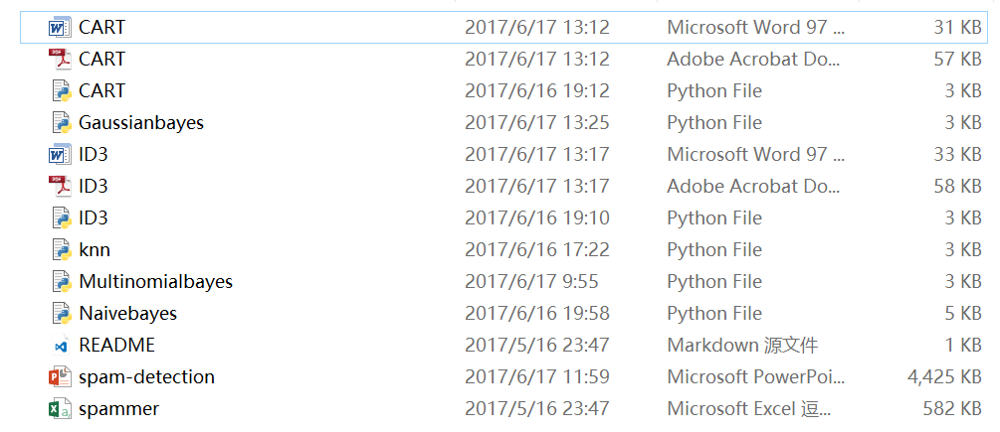 CART 2017/6/17 13:12 Microsoft Word 97 ... 31 KB
CART 2017/6/17 13:12 Adobe Acrobat Do... 57 KB
CART 2017/6/16 19:12 Python File 3 KB
Gaussianbayes 2017/6/17 13:25 Python File 3 KB
ID3 2017/6/17 13:17 Microsoft Word 97 ... 33 KB
ID3 2017/6/17 13:17 Adobe Acrobat Do... 58 KB
ID3 2017/6/16 19:10 Python File 3 KB
knn 2017/6/16 17:22 Python File 3 KB
Multinomialbayes 2017/6/17 9:55 Python File 3 KB
Naivebayes 2017/6/16 19:58 Python File 5 KB
README 2017/5/16 23:47 Markdown 源文件 1 KB
spam-detection 2017/6/17 11:59 Microsoft PowerPoi... 4,425 KB
spammer 2017/5/16 23:47 Microsoft Excel 逗... 582 KB